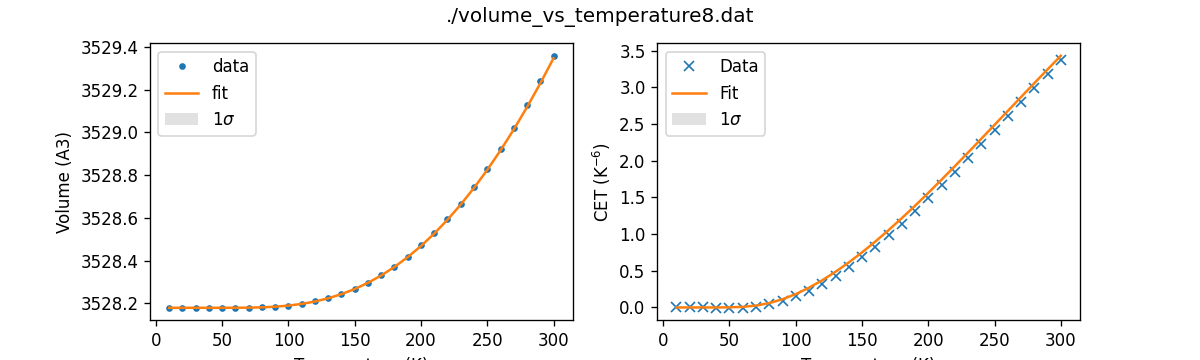 ./volume_vs_temperature8.dat
3529.4
3529.2
3529.0
3528.8
3528.6
3528.4
3528.2
Volume (A3)
data
fit
1σ
0 50 100 150 200 250 300
Temperature (K)
3.5
3.0
2.5
2.0
1.5
1.0
0.5
0.0
CET (K⁻⁶)
Data
Fit
1σ
0 50 100 150 200 250 300
Temperature (K)